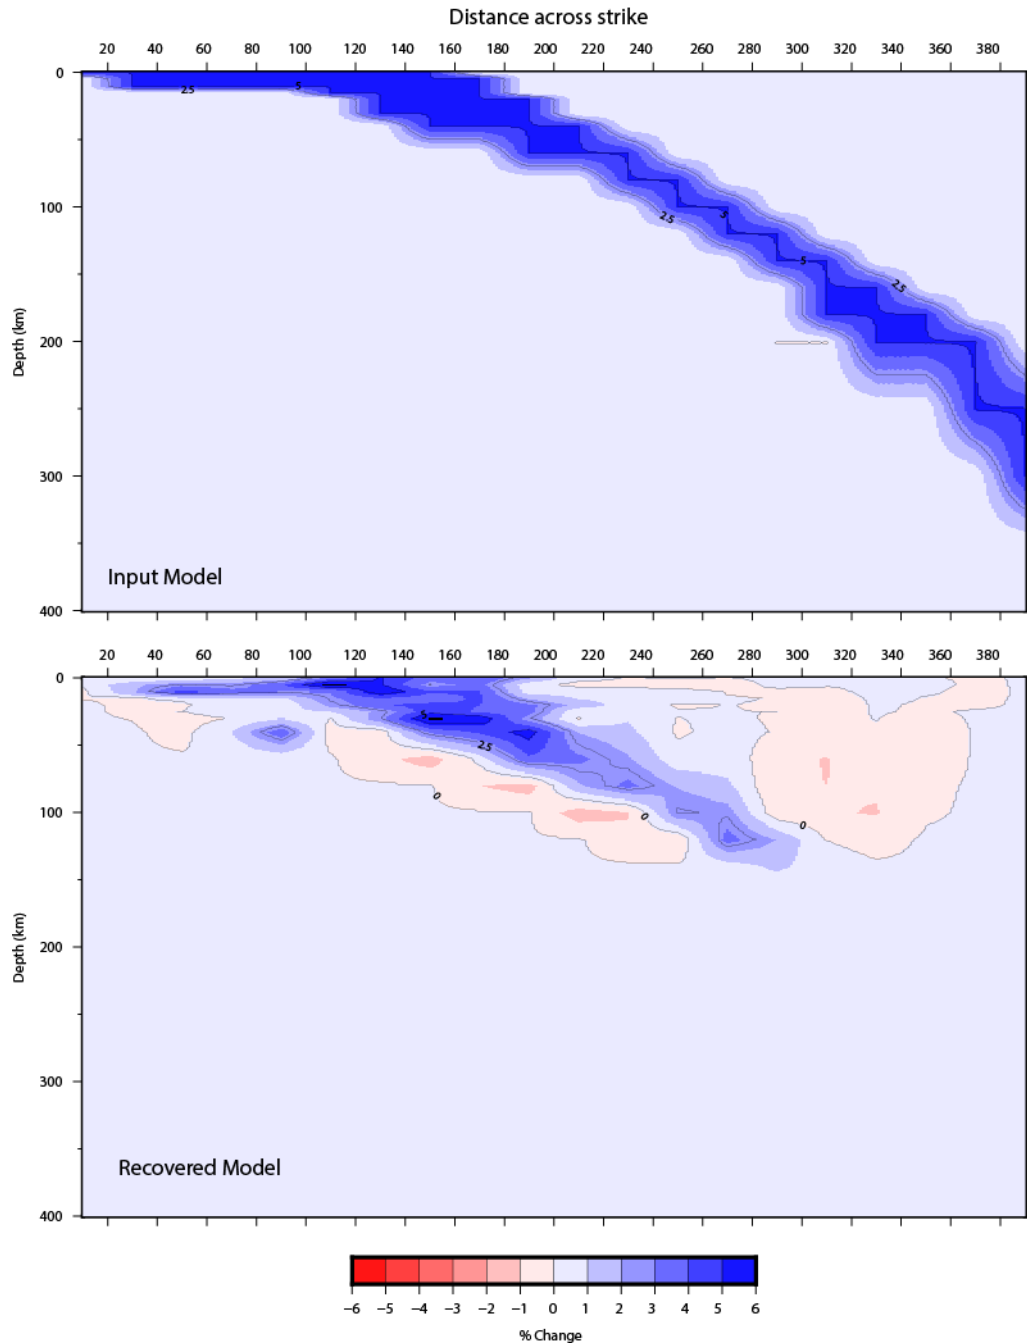 Distance across strike
20 40 60 80 100 120 140 160 180 200 220 240 260 280 300 320 340 360 380
0
2.5
5
100
2.5
5
5
2.5
Depth (km)
200
300
Input Model
400
20 40 60 80 100 120 140 160 180 200 220 240 260 280 300 320 340 360 380
0
5
2.5
0
100
0
0
Depth (km)
200
300
Recovered Model
400
−6 −5 −4 −3 −2 −1 0 1 2 3 4 5 6
% Change